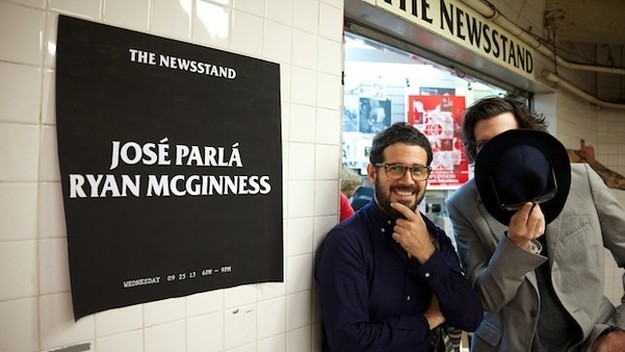 THE NEWSSTAND
JOSÉ PARLÁ
RYAN MCGINNESS
WEDNESDAY 09 25 13 6PM – 9PM
THE NEWSSTAND